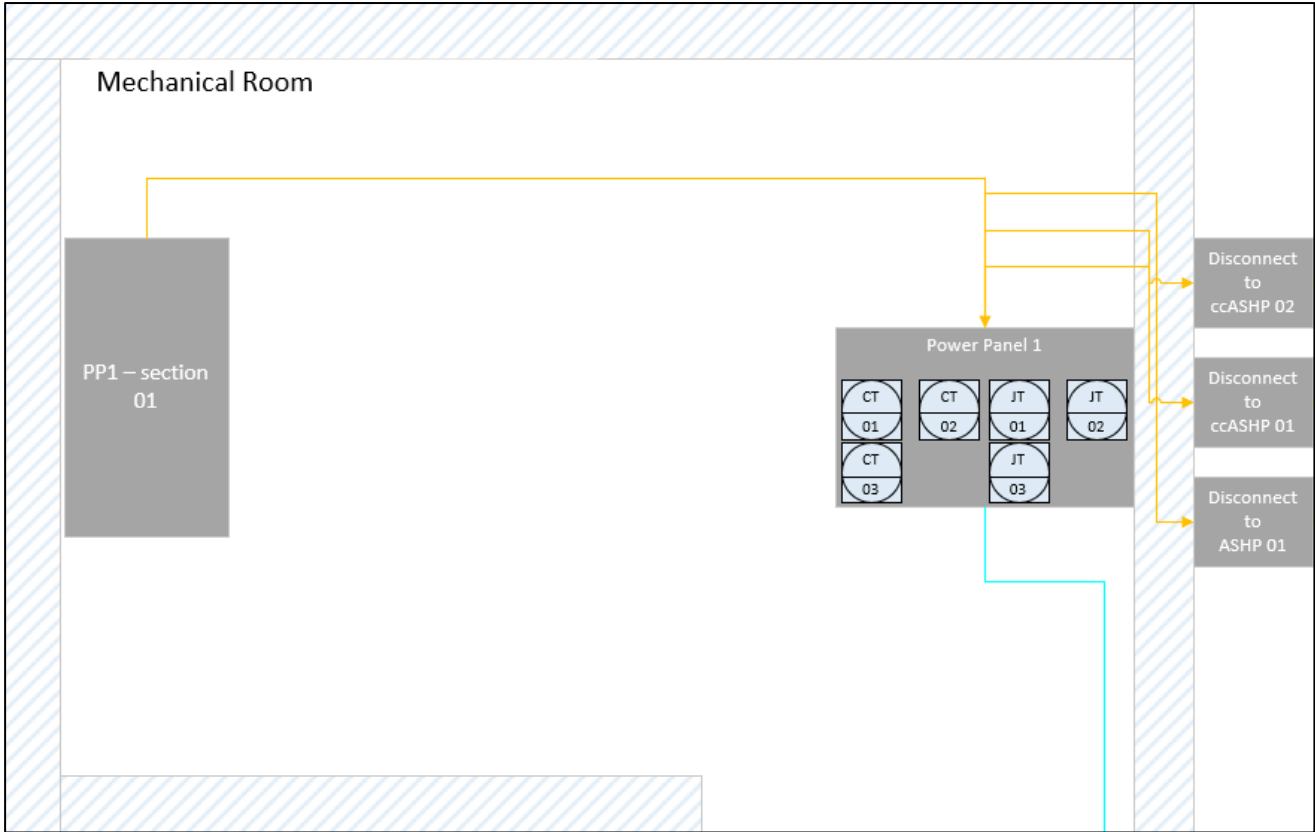 Mechanical Room
PP1 – section
01
Power Panel 1
CT
01
CT
02
JT
01
JT
02
CT
03
JT
03
Disconnect
to
ccASHP 02
Disconnect
to
ccASHP 01
Disconnect
to
ASHP 01